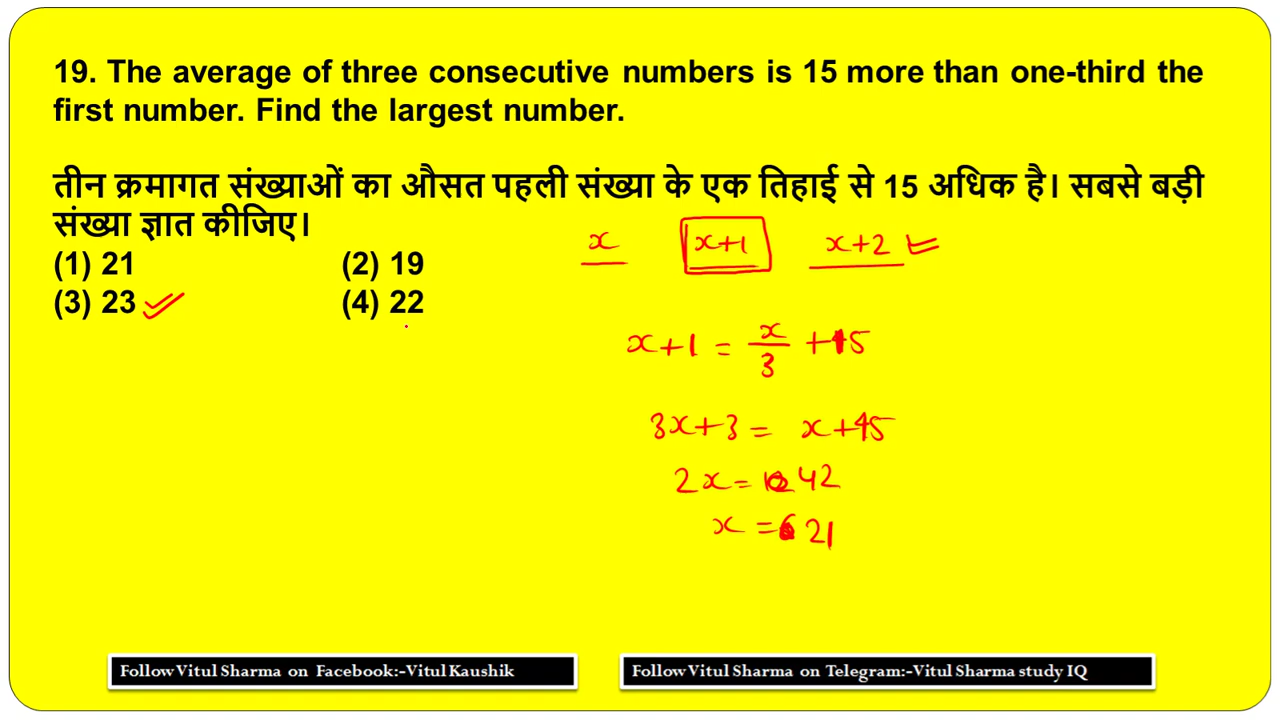 19. The average of three consecutive numbers is 15 more than one-third the
first number. Find the largest number.
तीन क्रमागत संख्याओं का औसत पहली संख्या के एक तिहाई से 15 अधिक है। सबसे बड़ी
संख्या ज्ञात कीजिए।
x x+1 x+2
(1) 21 (2) 19
(3) 23 (4) 22
x+1 = x/3 +15
3x+3 = x+45
2x = 42
x = 21
Follow Vitul Sharma on Facebook:-Vitul Kaushik
Follow Vitul Sharma on Telegram:-Vitul Sharma study IQ